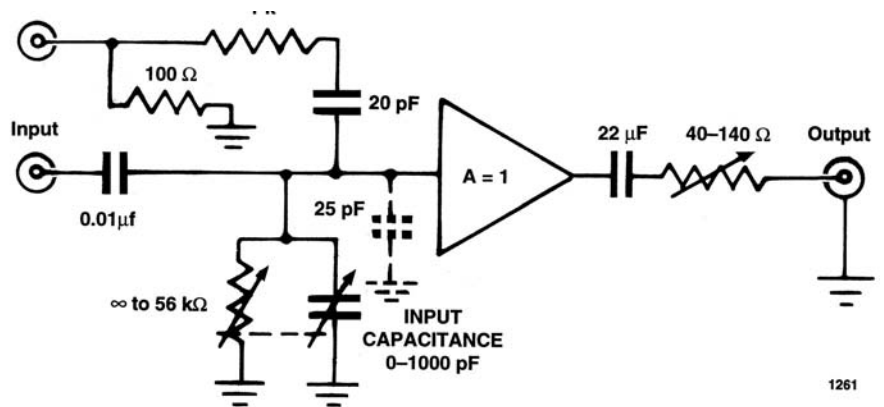 100 Ω
20 pF
Input
22 µF
40–140 Ω
Output
A = 1
25 pF
0.01µf
∞ to 56 kΩ
INPUT
CAPACITANCE
0–1000 pF
1261